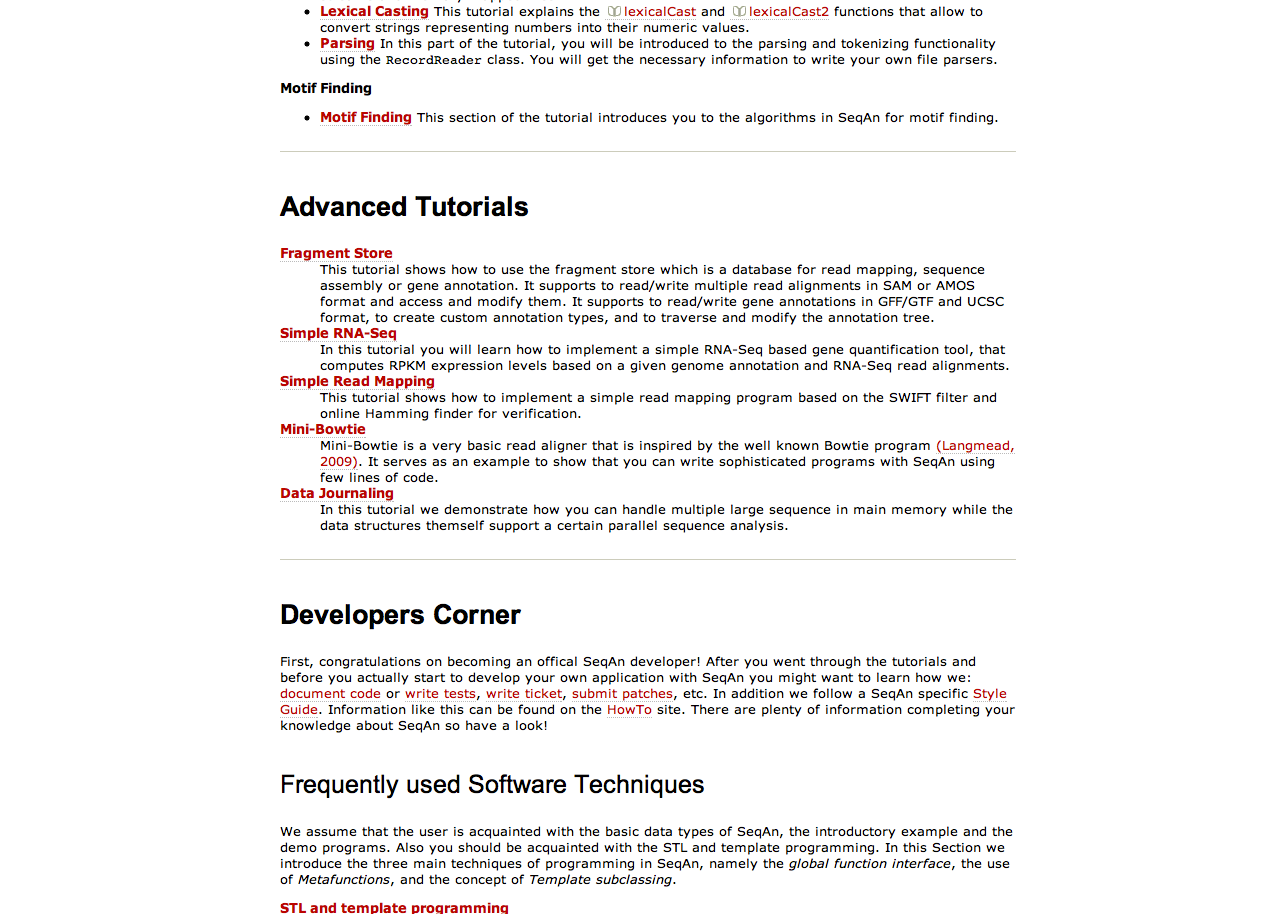 Lexical Casting This tutorial explains the lexicalCast and lexicalCast2 functions that allow to
convert strings representing numbers into their numeric values.
Parsing In this part of the tutorial, you will be introduced to the parsing and tokenizing functionality
using the RecordReader class. You will get the necessary information to write your own file parsers.
Motif Finding
Motif Finding This section of the tutorial introduces you to the algorithms in SeqAn for motif finding.
Advanced Tutorials
Fragment Store
This tutorial shows how to use the fragment store which is a database for read mapping, sequence
assembly or gene annotation. It supports to read/write multiple read alignments in SAM or AMOS
format and access and modify them. It supports to read/write gene annotations in GFF/GTF and UCSC
format, to create custom annotation types, and to traverse and modify the annotation tree.
Simple RNA-Seq
In this tutorial you will learn how to implement a simple RNA-Seq based gene quantification tool, that
computes RPKM expression levels based on a given genome annotation and RNA-Seq read alignments.
Simple Read Mapping
This tutorial shows how to implement a simple read mapping program based on the SWIFT filter and
online Hamming finder for verification.
Mini-Bowtie
Mini-Bowtie is a very basic read aligner that is inspired by the well known Bowtie program (Langmead,
2009). It serves as an example to show that you can write sophisticated programs with SeqAn using
few lines of code.
Data Journaling
In this tutorial we demonstrate how you can handle multiple large sequence in main memory while the
data structures themself support a certain parallel sequence analysis.
Developers Corner
First, congratulations on becoming an offical SeqAn developer! After you went through the tutorials and
before you actually start to develop your own application with SeqAn you might want to learn how we:
document code or write tests, write ticket, submit patches, etc. In addition we follow a SeqAn specific Style
Guide. Information like this can be found on the HowTo site. There are plenty of information completing your
knowledge about SeqAn so have a look!
Frequently used Software Techniques
We assume that the user is acquainted with the basic data types of SeqAn, the introductory example and the
demo programs. Also you should be acquainted with the STL and template programming. In this Section we
introduce the three main techniques of programming in SeqAn, namely the global function interface, the use
of Metafunctions, and the concept of Template subclassing.
STL and template programming